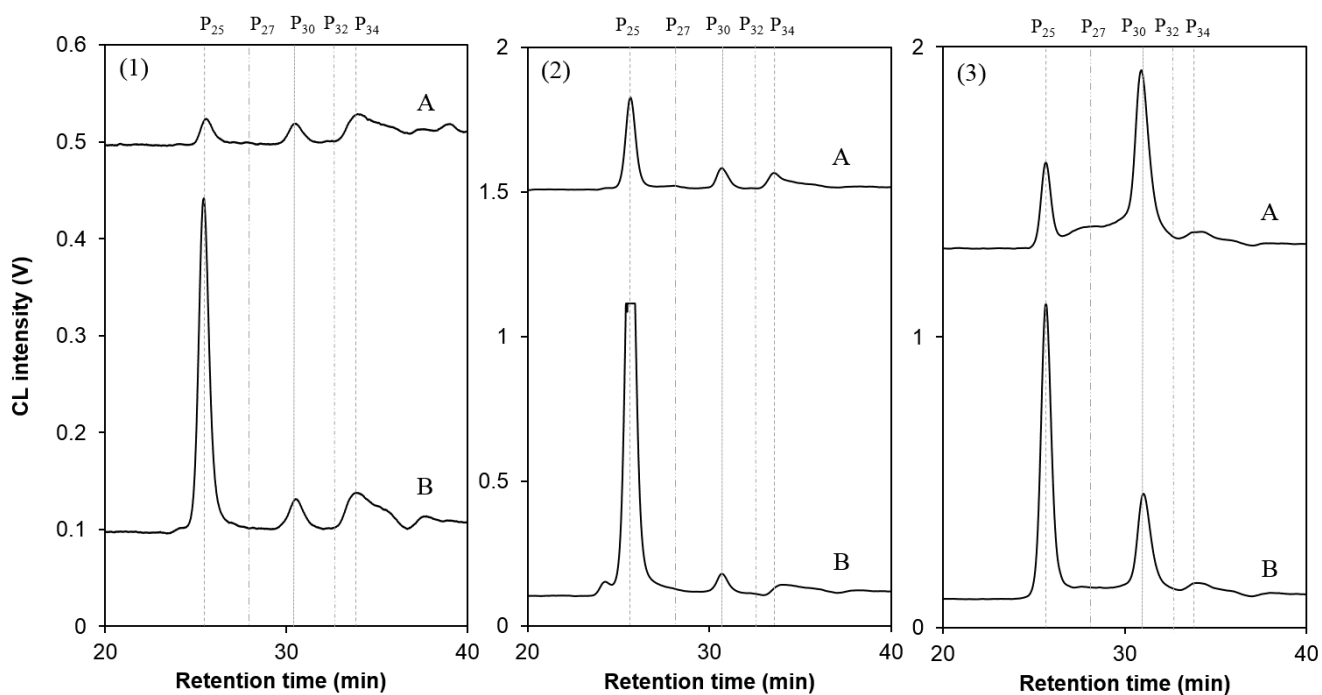 P₂₅ P₂₇ P₃₀ P₃₂ P₃₄
(1)
A
B
0.6
0.5
0.4
0.3
0.2
0.1
0
20 30 40
Retention time (min)
CL intensity (V)
P₂₅ P₂₇ P₃₀ P₃₂ P₃₄
(2)
A
B
2
1.5
1
0.5
0
20 30 40
Retention time (min)
P₂₅ P₂₇ P₃₀ P₃₂ P₃₄
(3)
A
B
2
1
0
20 30 40
Retention time (min)